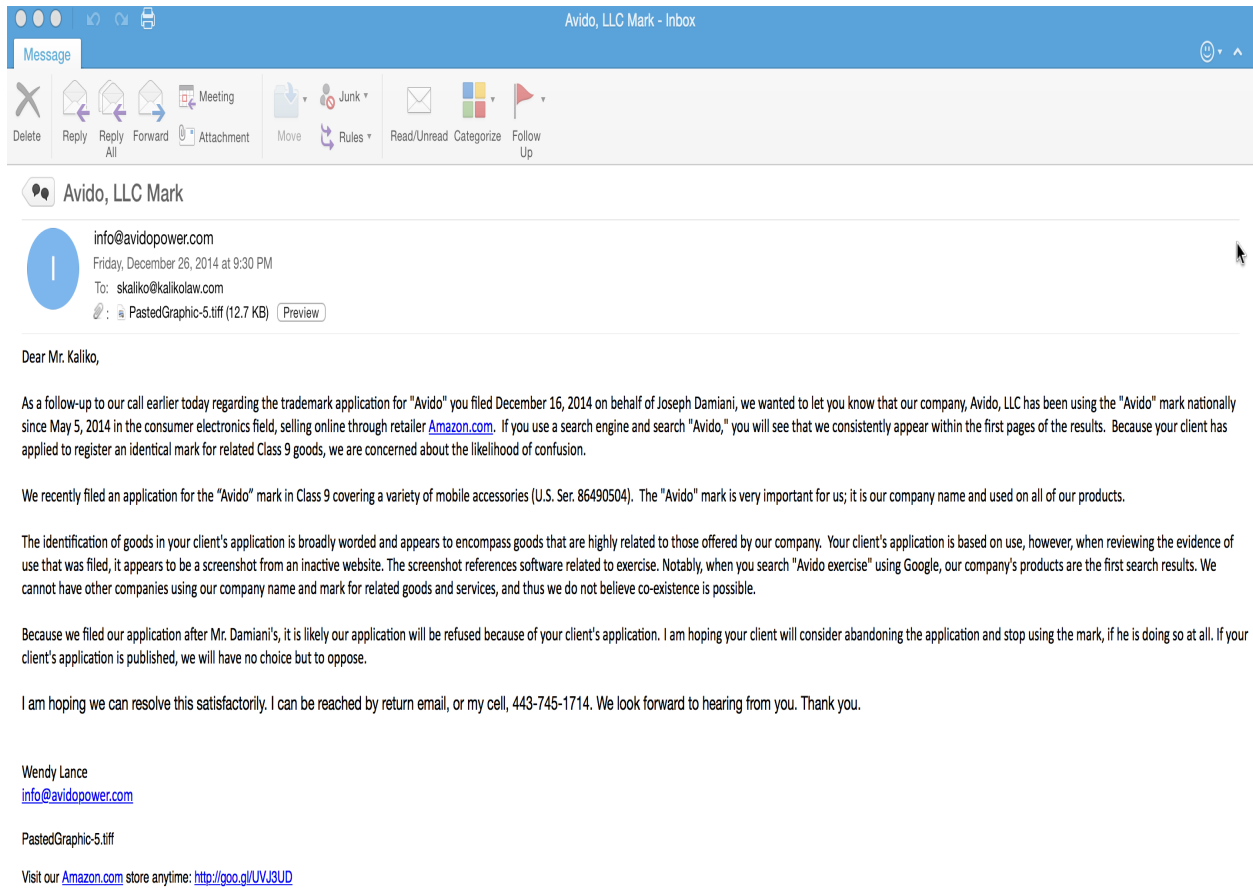 Avido, LLC Mark - Inbox
Message
Delete
Reply
Reply All
Forward
Meeting
Attachment
Move
Junk
Rules
Read/Unread
Categorize
Follow Up
Avido, LLC Mark
I
info@avidopower.com
Friday, December 26, 2014 at 9:30 PM
To: skaliko@kalikolaw.com
: PastedGraphic-5.tiff (12.7 KB) Preview
Dear Mr. Kaliko,
As a follow-up to our call earlier today regarding the trademark application for "Avido" you filed December 16, 2014 on behalf of Joseph Damiani, we wanted to let you know that our company, Avido, LLC has been using the "Avido" mark nationally
since May 5, 2014 in the consumer electronics field, selling online through retailer Amazon.com. If you use a search engine and search "Avido," you will see that we consistently appear within the first pages of the results. Because your client has
applied to register an identical mark for related Class 9 goods, we are concerned about the likelihood of confusion.
We recently filed an application for the “Avido” mark in Class 9 covering a variety of mobile accessories (U.S. Ser. 86490504). The "Avido" mark is very important for us; it is our company name and used on all of our products.
The identification of goods in your client's application is broadly worded and appears to encompass goods that are highly related to those offered by our company. Your client's application is based on use, however, when reviewing the evidence of
use that was filed, it appears to be a screenshot from an inactive website. The screenshot references software related to exercise. Notably, when you search "Avido exercise" using Google, our company's products are the first search results. We
cannot have other companies using our company name and mark for related goods and services, and thus we do not believe co-existence is possible.
Because we filed our application after Mr. Damiani's, it is likely our application will be refused because of your client's application. I am hoping your client will consider abandoning the application and stop using the mark, if he is doing so at all. If your
client's application is published, we will have no choice but to oppose.
I am hoping we can resolve this satisfactorily. I can be reached by return email, or my cell, 443-745-1714. We look forward to hearing from you. Thank you.
Wendy Lance
info@avidopower.com
PastedGraphic-5.tiff
Visit our Amazon.com store anytime: http://goo.gl/UVJ3UD